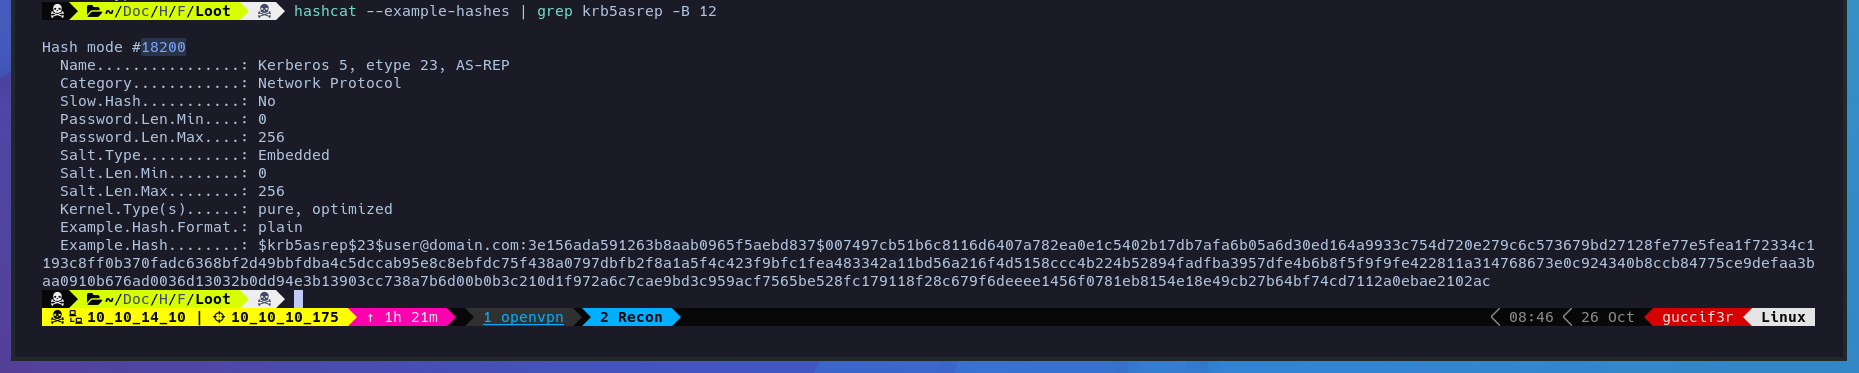 ~/Doc/H/F/Loot hashcat --example-hashes | grep krb5asrep -B 12
Hash mode #18200
Name................: Kerberos 5, etype 23, AS-REP
Category............: Network Protocol
Slow.Hash...........: No
Password.Len.Min....: 0
Password.Len.Max....: 256
Salt.Type...........: Embedded
Salt.Len.Min........: 0
Salt.Len.Max........: 256
Kernel.Type(s)......: pure, optimized
Example.Hash.Format.: plain
Example.Hash........: $krb5asrep$23$user@domain.com:3e156ada591263b8aab0965f5aebd837$007497cb51b6c8116d6407a782ea0e1c5402b17db7afa6b05a6d30ed164a9933c754d720e279c6c573679bd27128fe77e5fea1f72334c1
193c8ff0b370fadc6368bf2d49bbfdba4c5dccab95e8c8ebfdc75f438a0797dbfb2f8a1a5f4c423f9bfc1fea483342a11bd56a216f4d5158ccc4b224b52894fadfba3957dfe4b6b8f5f9f9fe422811a314768673e0c924340b8ccb84775ce9defaa3b
aa0910b676ad0036d13032b0dd94e3b13903cc738a7b6d00b0b3c210d1f972a6c7cae9bd3c959acf7565be528fc179118f28c679f6deeee1456f0781eb8154e18e49cb27b64bf74cd7112a0ebae2102ac
~/Doc/H/F/Loot
10_10_14_10 | 10_10_10_175 ↑ 1h 21m 1 openvpn 2 Recon 08:46 26 Oct guccif3r Linux